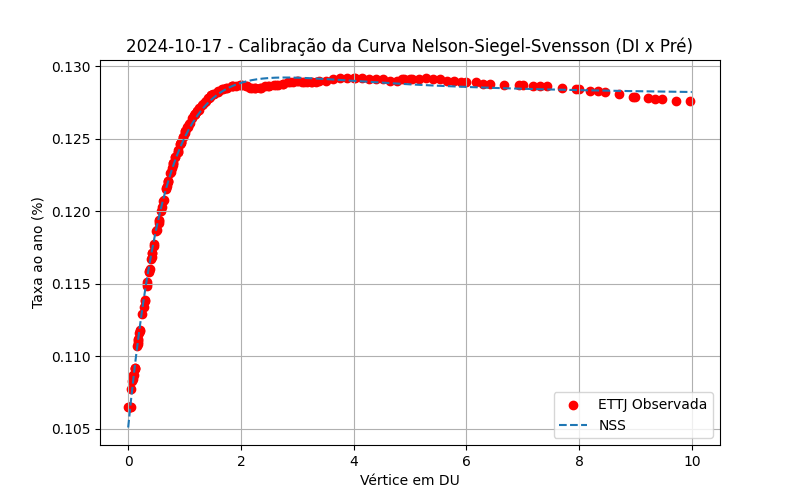 2024-10-17 - Calibração da Curva Nelson-Siegel-Svensson (DI x Pré)
Taxa ao ano (%)
0.130
0.125
0.120
0.115
0.110
0.105
0
2
4
6
8
10
Vértice em DU
ETTJ Observada
NSS